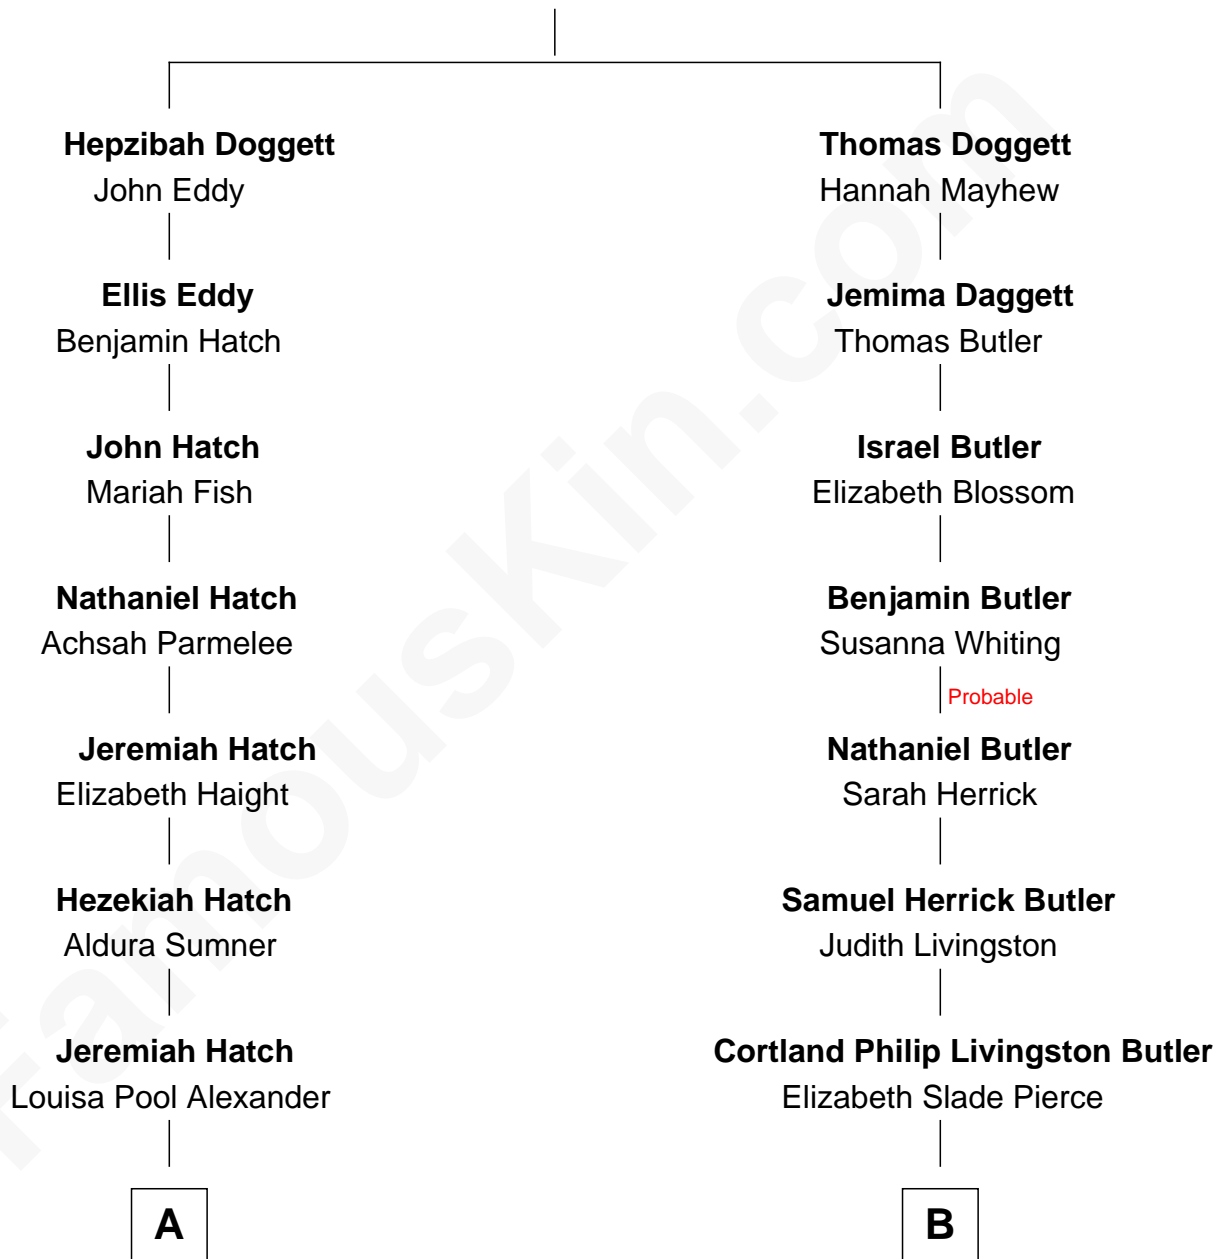 Hepzibah Doggett
John Eddy
Thomas Doggett
Hannah Mayhew
Ellis Eddy
Benjamin Hatch
Jemima Daggett
Thomas Butler
John Hatch
Mariah Fish
Israel Butler
Elizabeth Blossom
Nathaniel Hatch
Achsah Parmelee
Benjamin Butler
Susanna Whiting
Probable
Jeremiah Hatch
Elizabeth Haight
Nathaniel Butler
Sarah Herrick
Hezekiah Hatch
Aldura Sumner
Samuel Herrick Butler
Judith Livingston
Jeremiah Hatch
Louisa Pool Alexander
Cortland Philip Livingston Butler
Elizabeth Slade Pierce
A
B
FamousKin.com